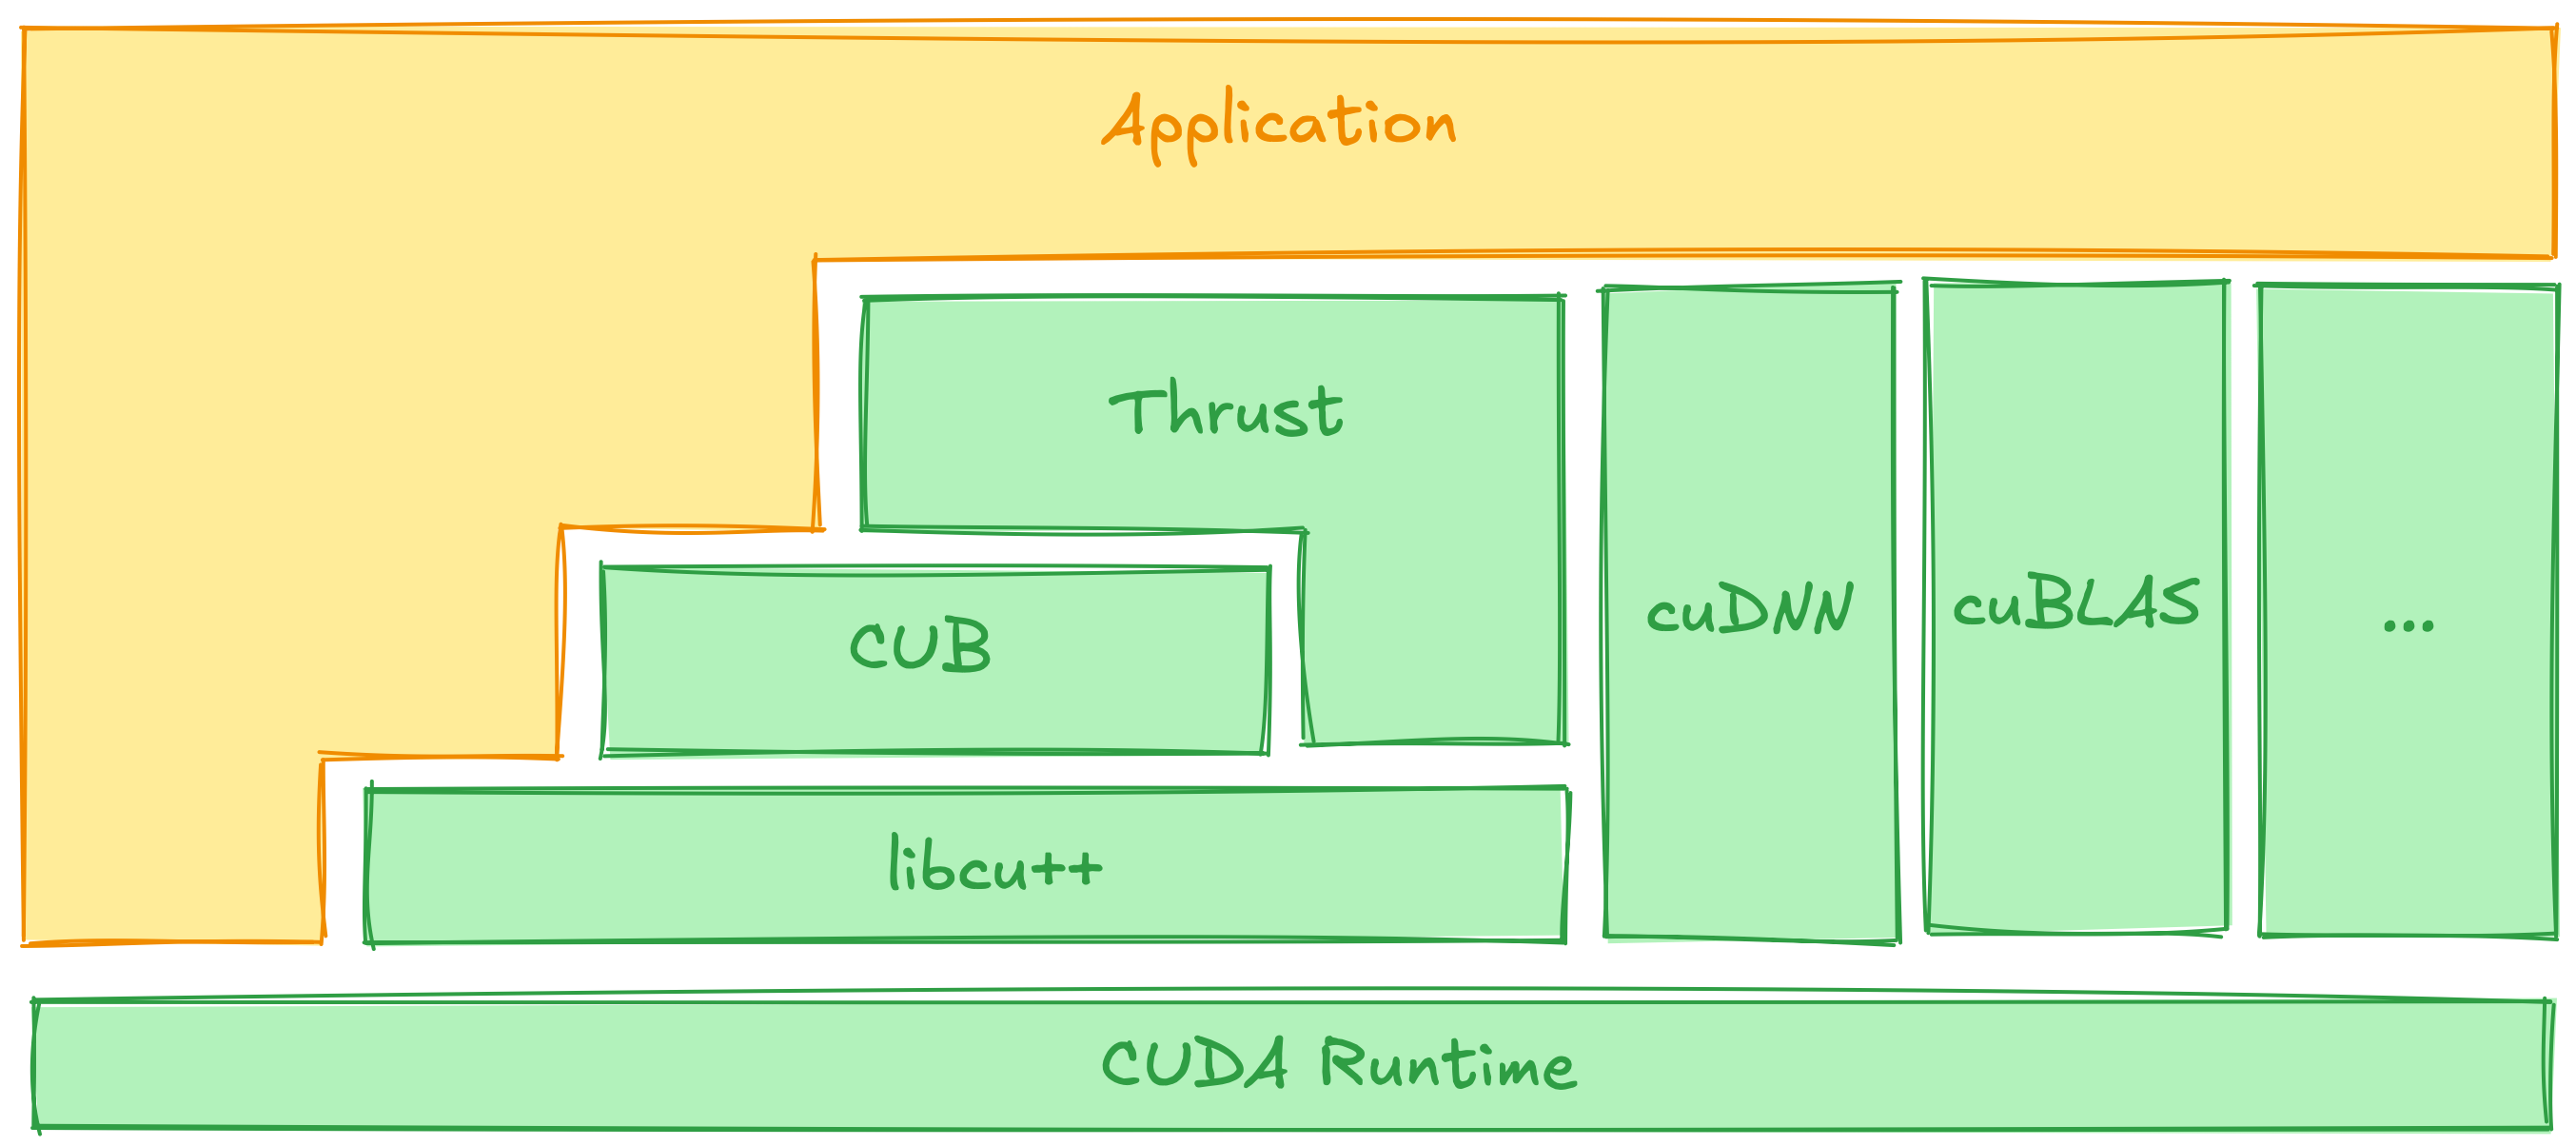 Application
Thrust
CUB
cuDNN
cuBLAS
...
libcu++
CUDA Runtime